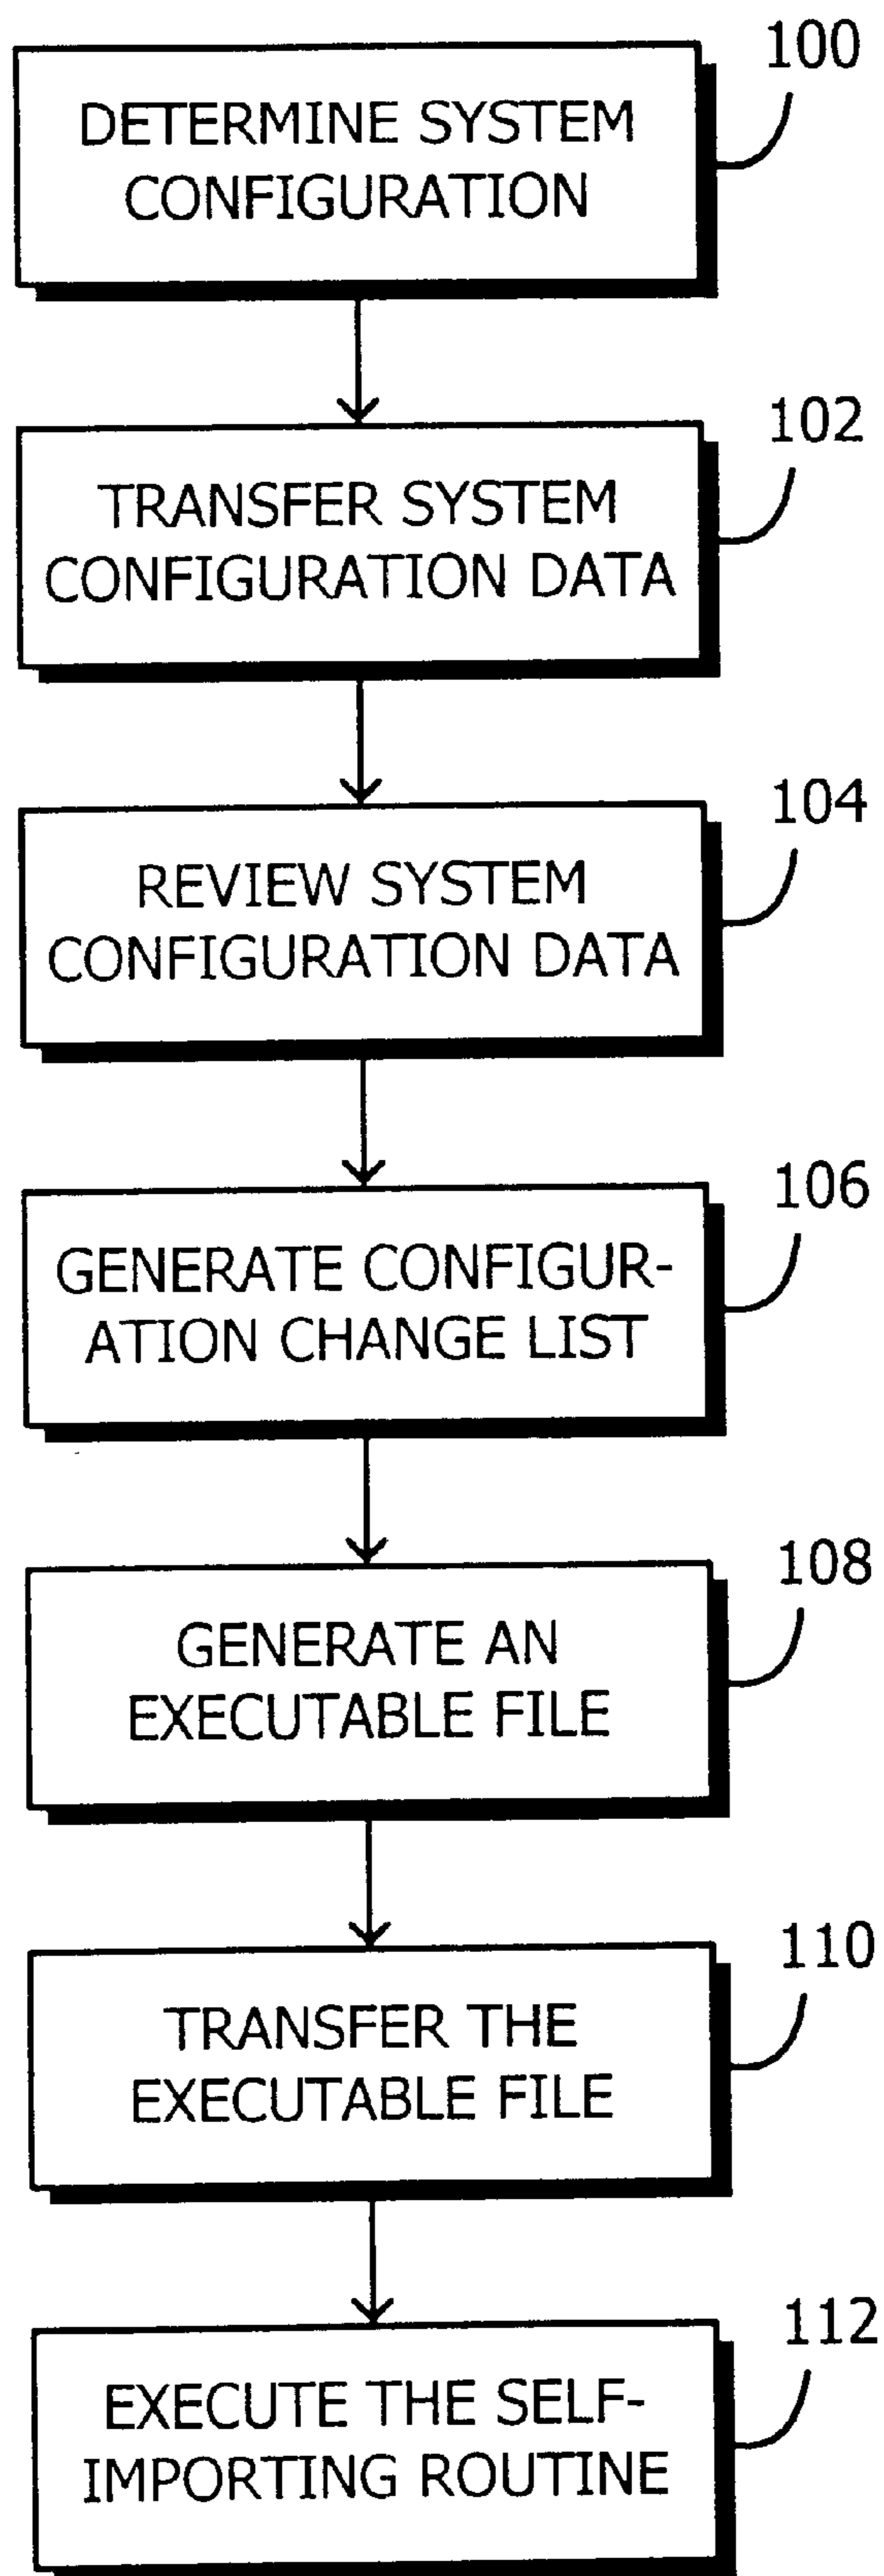 100
DETERMINE SYSTEM
CONFIGURATION
102
TRANSFER SYSTEM
CONFIGURATION DATA
104
REVIEW SYSTEM
CONFIGURATION DATA
106
GENERATE CONFIGUR-
ATION CHANGE LIST
108
GENERATE AN
EXECUTABLE FILE
110
TRANSFER THE
EXECUTABLE FILE
112
EXECUTE THE SELF-
IMPORTING ROUTINE